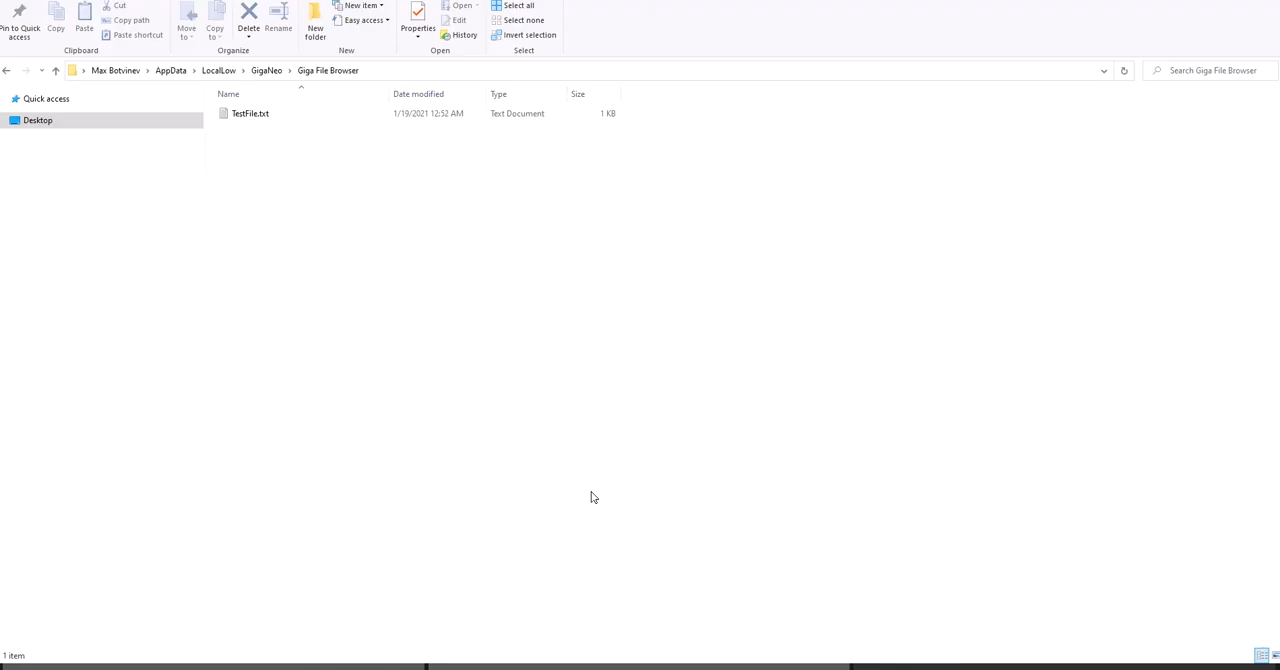 Cut
New item
Open
Select all
Pin to Quick access
Copy
Paste
Copy path
Move to
Copy to
Delete
Rename
New folder
Easy access
Properties
Edit
Select none
Paste shortcut
History
Invert selection
Clipboard
Organize
New
Open
Select
Max Botvinev › AppData › LocalLow › GigaNeo › Giga File Browser
Search Giga File Browser
Quick access
Desktop
Name Date modified Type Size
TestFile.txt 1/19/2021 12:52 AM Text Document 1 KB
1 item